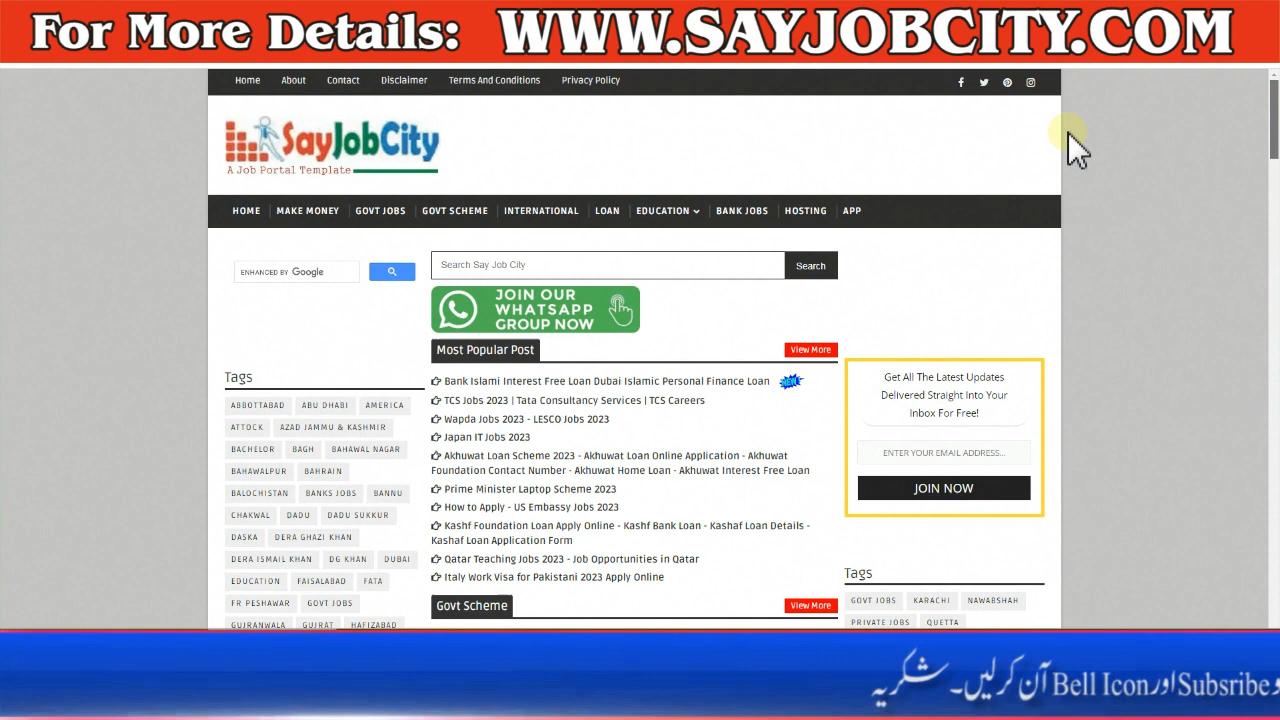 For More Details: WWW.SAYJOBCITY.COM
Home About Contact Disclaimer Terms And Conditions Privacy Policy
SayJobCity
A Job Portal Template
HOME MAKE MONEY GOVT JOBS GOVT SCHEME INTERNATIONAL LOAN EDUCATION BANK JOBS HOSTING APP
ENHANCED BY Google
Tags
ABBOTTABAD ABU DHABI AMERICA
ATTOCK AZAD JAMMU & KASHMIR
BACHELOR BAGH BAHAWAL NAGAR
BAHAWALPUR BAHRAIN
BALOCHISTAN BANKS JOBS BANNU
CHAKWAL DADU DADU SUKKUR
DASKA DERA GHAZI KHAN
DERA ISMAIL KHAN DG KHAN DUBAI
EDUCATION FAISALABAD FATA
FR PESHAWAR GOVT JOBS
GUJRANWALA GUJRAT HAFIZABAD
Search Say Job City Search
JOIN OUR
WHATSAPP
GROUP NOW
Most Popular Post View More
Bank Islami Interest Free Loan Dubai Islamic Personal Finance Loan NEW
TCS Jobs 2023 | Tata Consultancy Services | TCS Careers
Wapda Jobs 2023 - LESCO Jobs 2023
Japan IT Jobs 2023
Akhuwat Loan Scheme 2023 - Akhuwat Loan Online Application - Akhuwat
Foundation Contact Number - Akhuwat Home Loan - Akhuwat Interest Free Loan
Prime Minister Laptop Scheme 2023
How to Apply - US Embassy Jobs 2023
Kashf Foundation Loan Apply Online - Kashf Bank Loan - Kashaf Loan Details -
Kashaf Loan Application Form
Qatar Teaching Jobs 2023 - Job Opportunities in Qatar
Italy Work Visa for Pakistani 2023 Apply Online
Govt Scheme View More
Get All The Latest Updates
Delivered Straight Into Your
Inbox For Free!
ENTER YOUR EMAIL ADDRESS...
JOIN NOW
Tags
GOVT JOBS KARACHI NAWABSHAH
PRIVATE JOBS QUETTA
Subsribe اور Bell Icon آن کرلیں۔ شکریہ